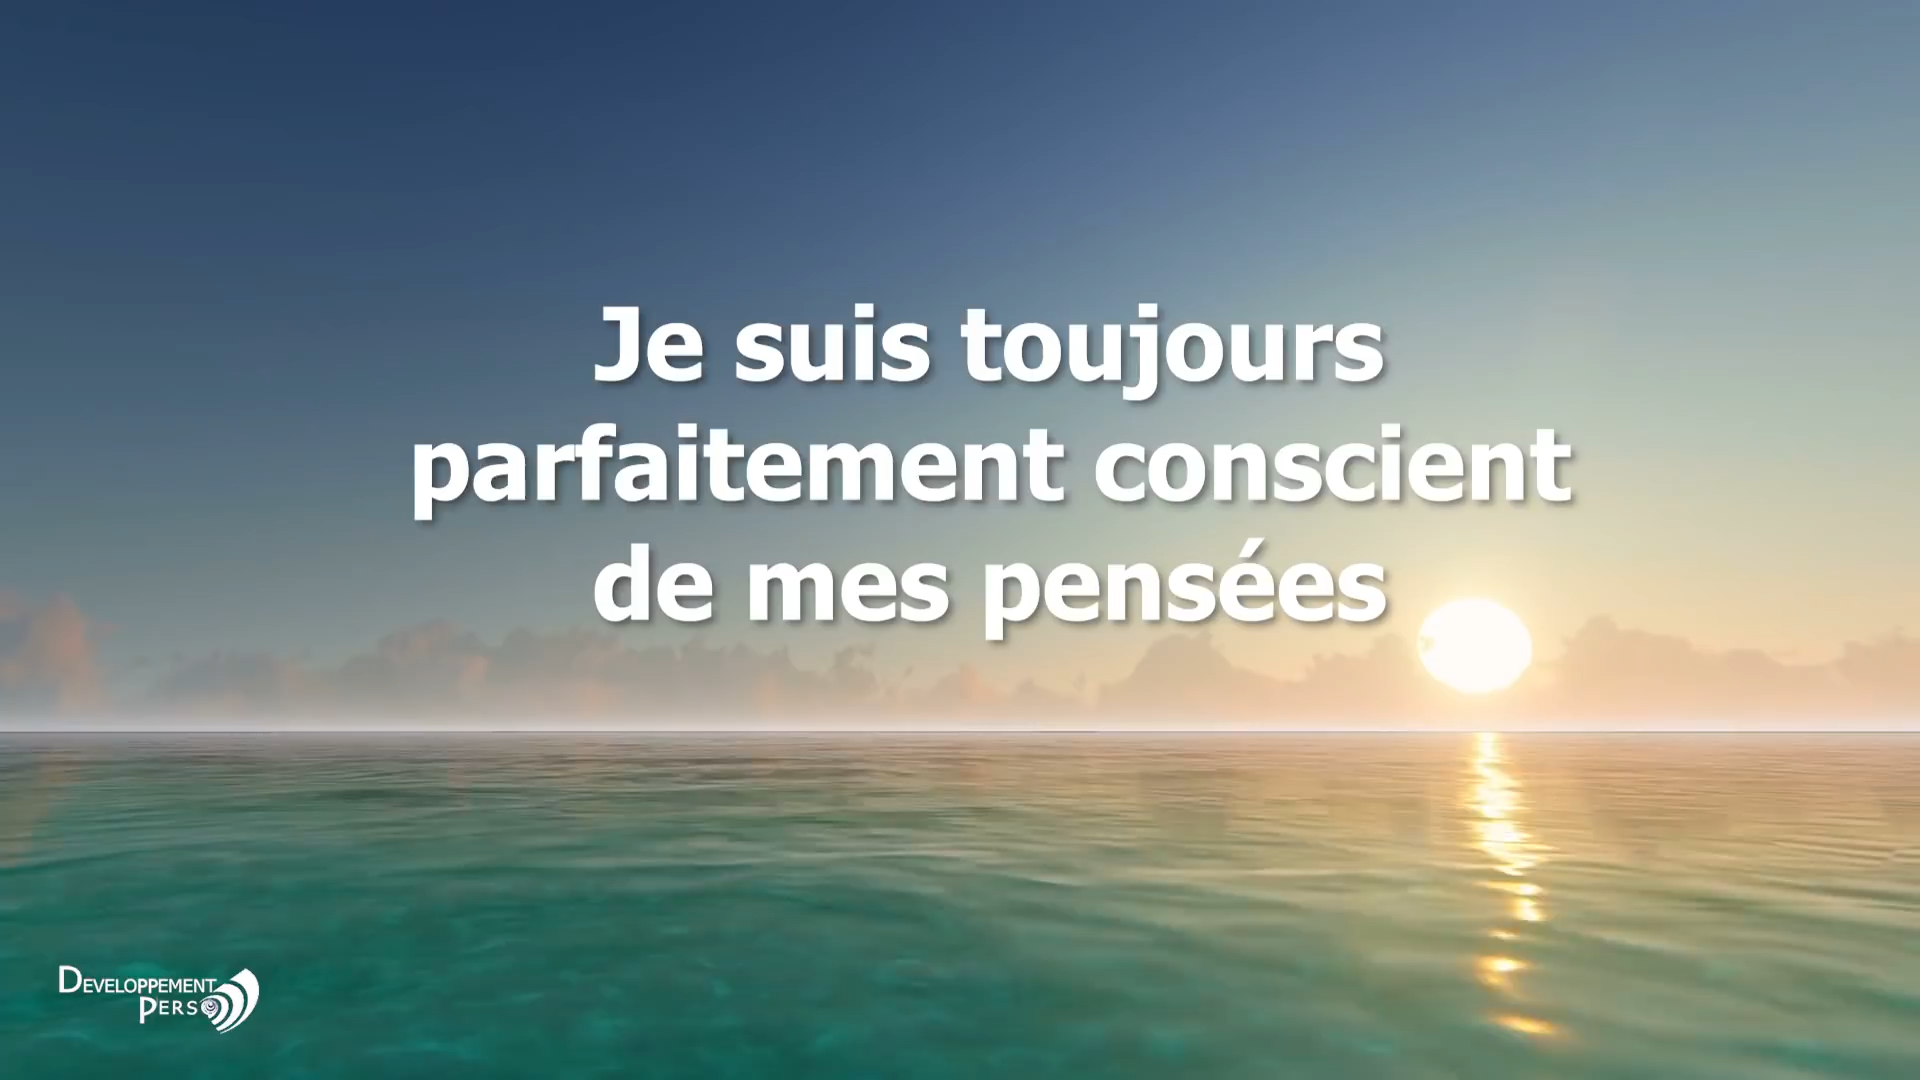 Je suis toujours
parfaitement conscient
de mes pensées
DEVELOPPEMENT
PERSO